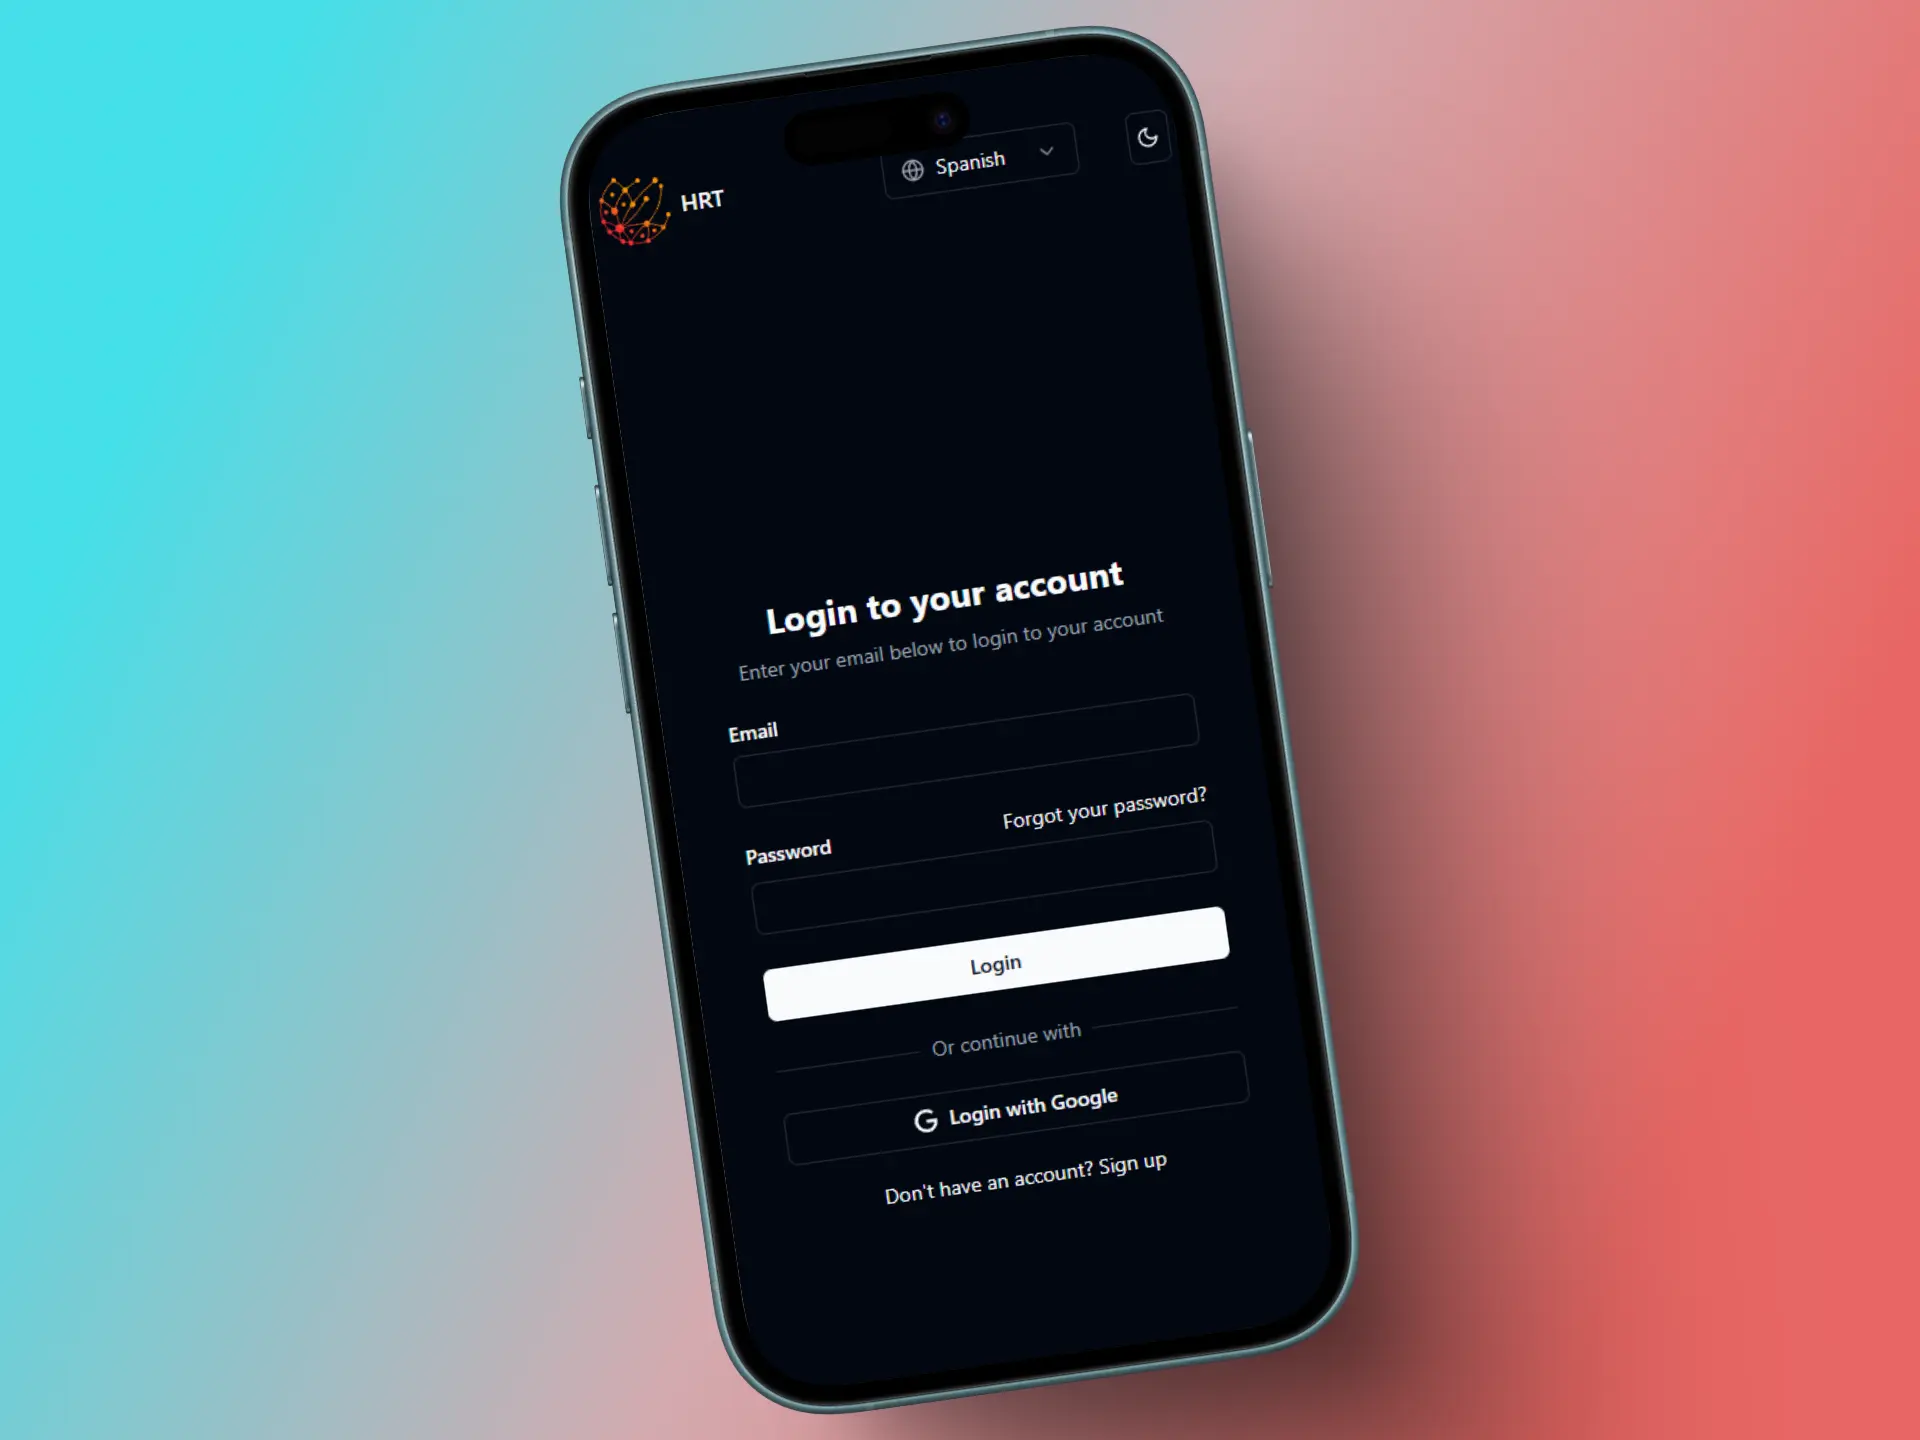 HRT
Spanish
Login to your account
Enter your email below to login to your account
Email
Forgot your password?
Password
Login
Or continue with
Login with Google
Don't have an account? Sign up